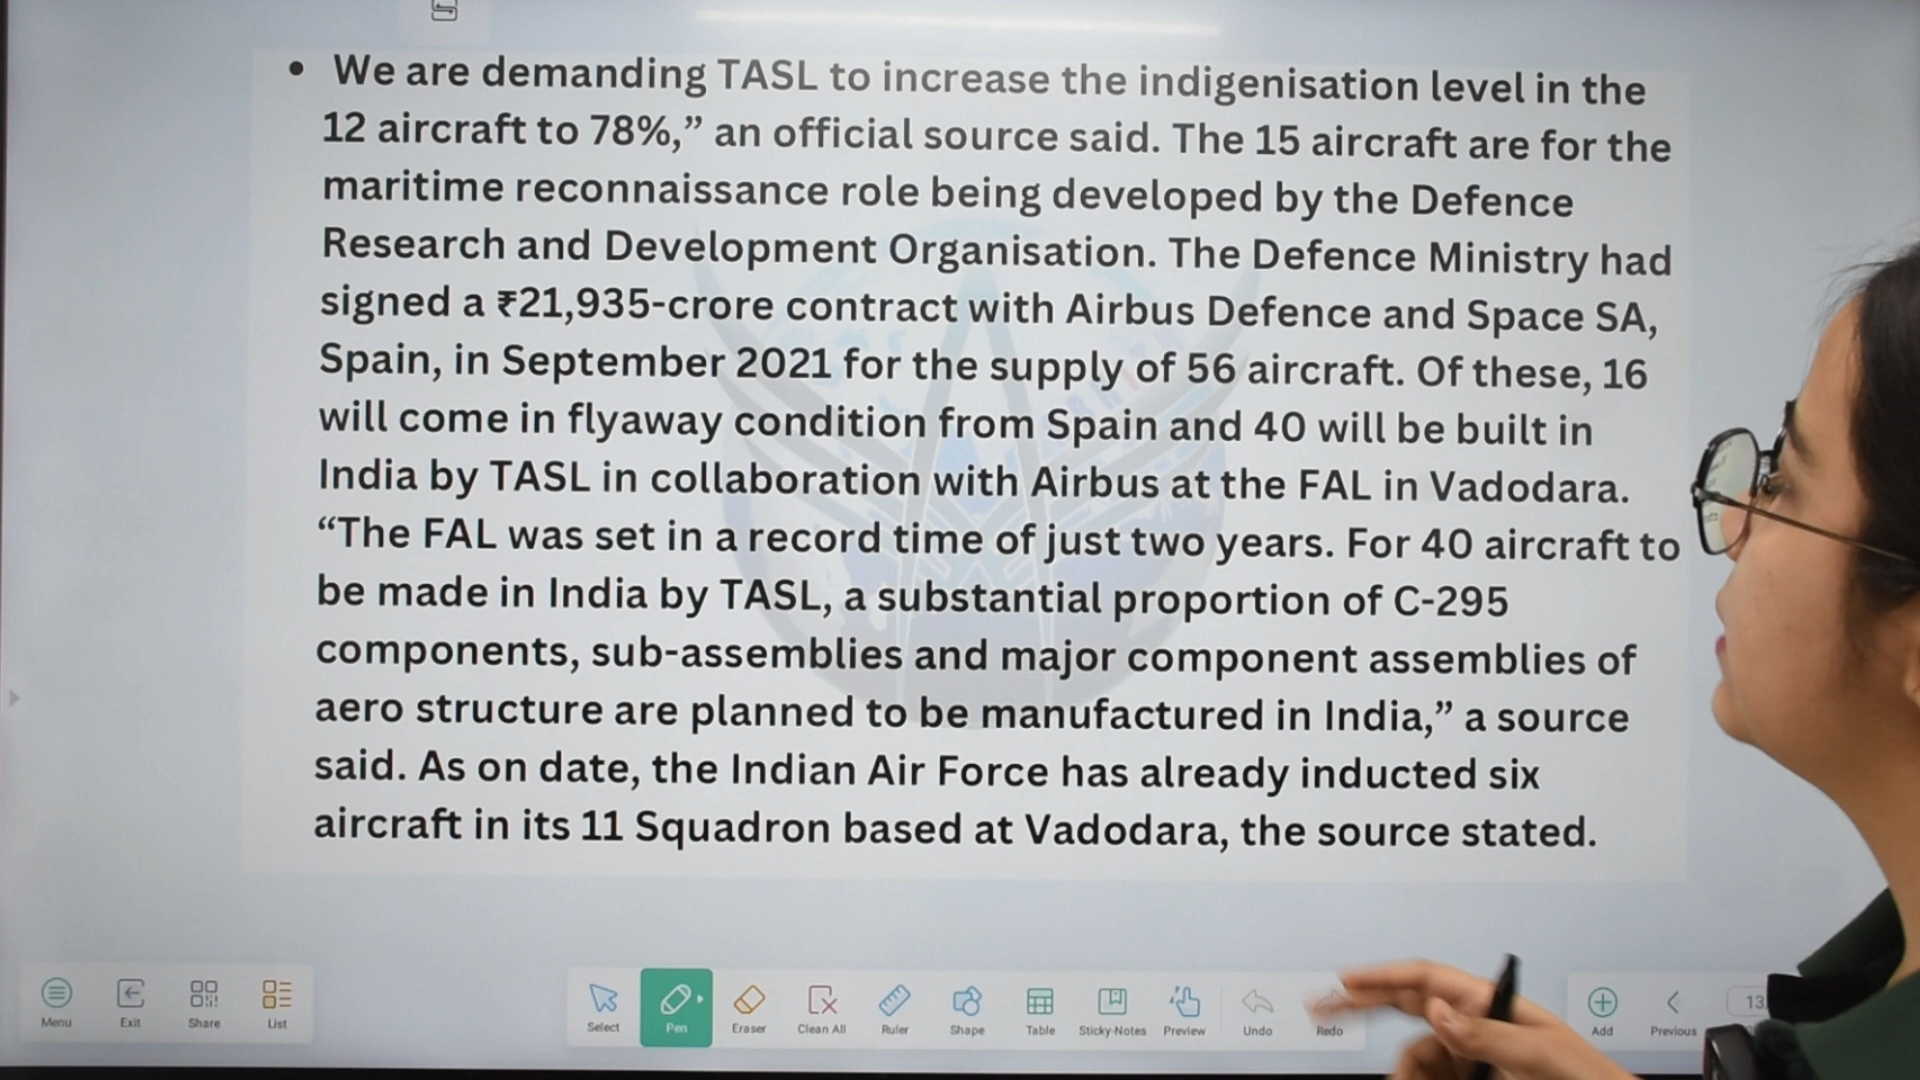 • We are demanding TASL to increase the indigenisation level in the
12 aircraft to 78%,” an official source said. The 15 aircraft are for the
maritime reconnaissance role being developed by the Defence
Research and Development Organisation. The Defence Ministry had
signed a ₹21,935-crore contract with Airbus Defence and Space SA,
Spain, in September 2021 for the supply of 56 aircraft. Of these, 16
will come in flyaway condition from Spain and 40 will be built in
India by TASL in collaboration with Airbus at the FAL in Vadodara.
“The FAL was set in a record time of just two years. For 40 aircraft to
be made in India by TASL, a substantial proportion of C-295
components, sub-assemblies and major component assemblies of
aero structure are planned to be manufactured in India,” a source
said. As on date, the Indian Air Force has already inducted six
aircraft in its 11 Squadron based at Vadodara, the source stated.
Menu Exit Share List Select Pen Eraser Clean All Ruler Shape Table Sticky-Notes Preview Undo Redo Add Previous